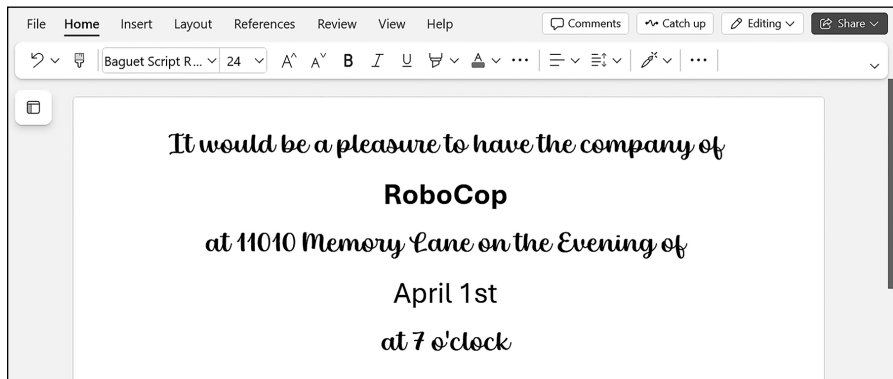 File Home Insert Layout References Review View Help Comments Catch up Editing Share
Baguet Script R... 24 A A B I U A
It would be a pleasure to have the company of
RoboCop
at 11010 Memory Lane on the Evening of
April 1st
at 7 o'clock